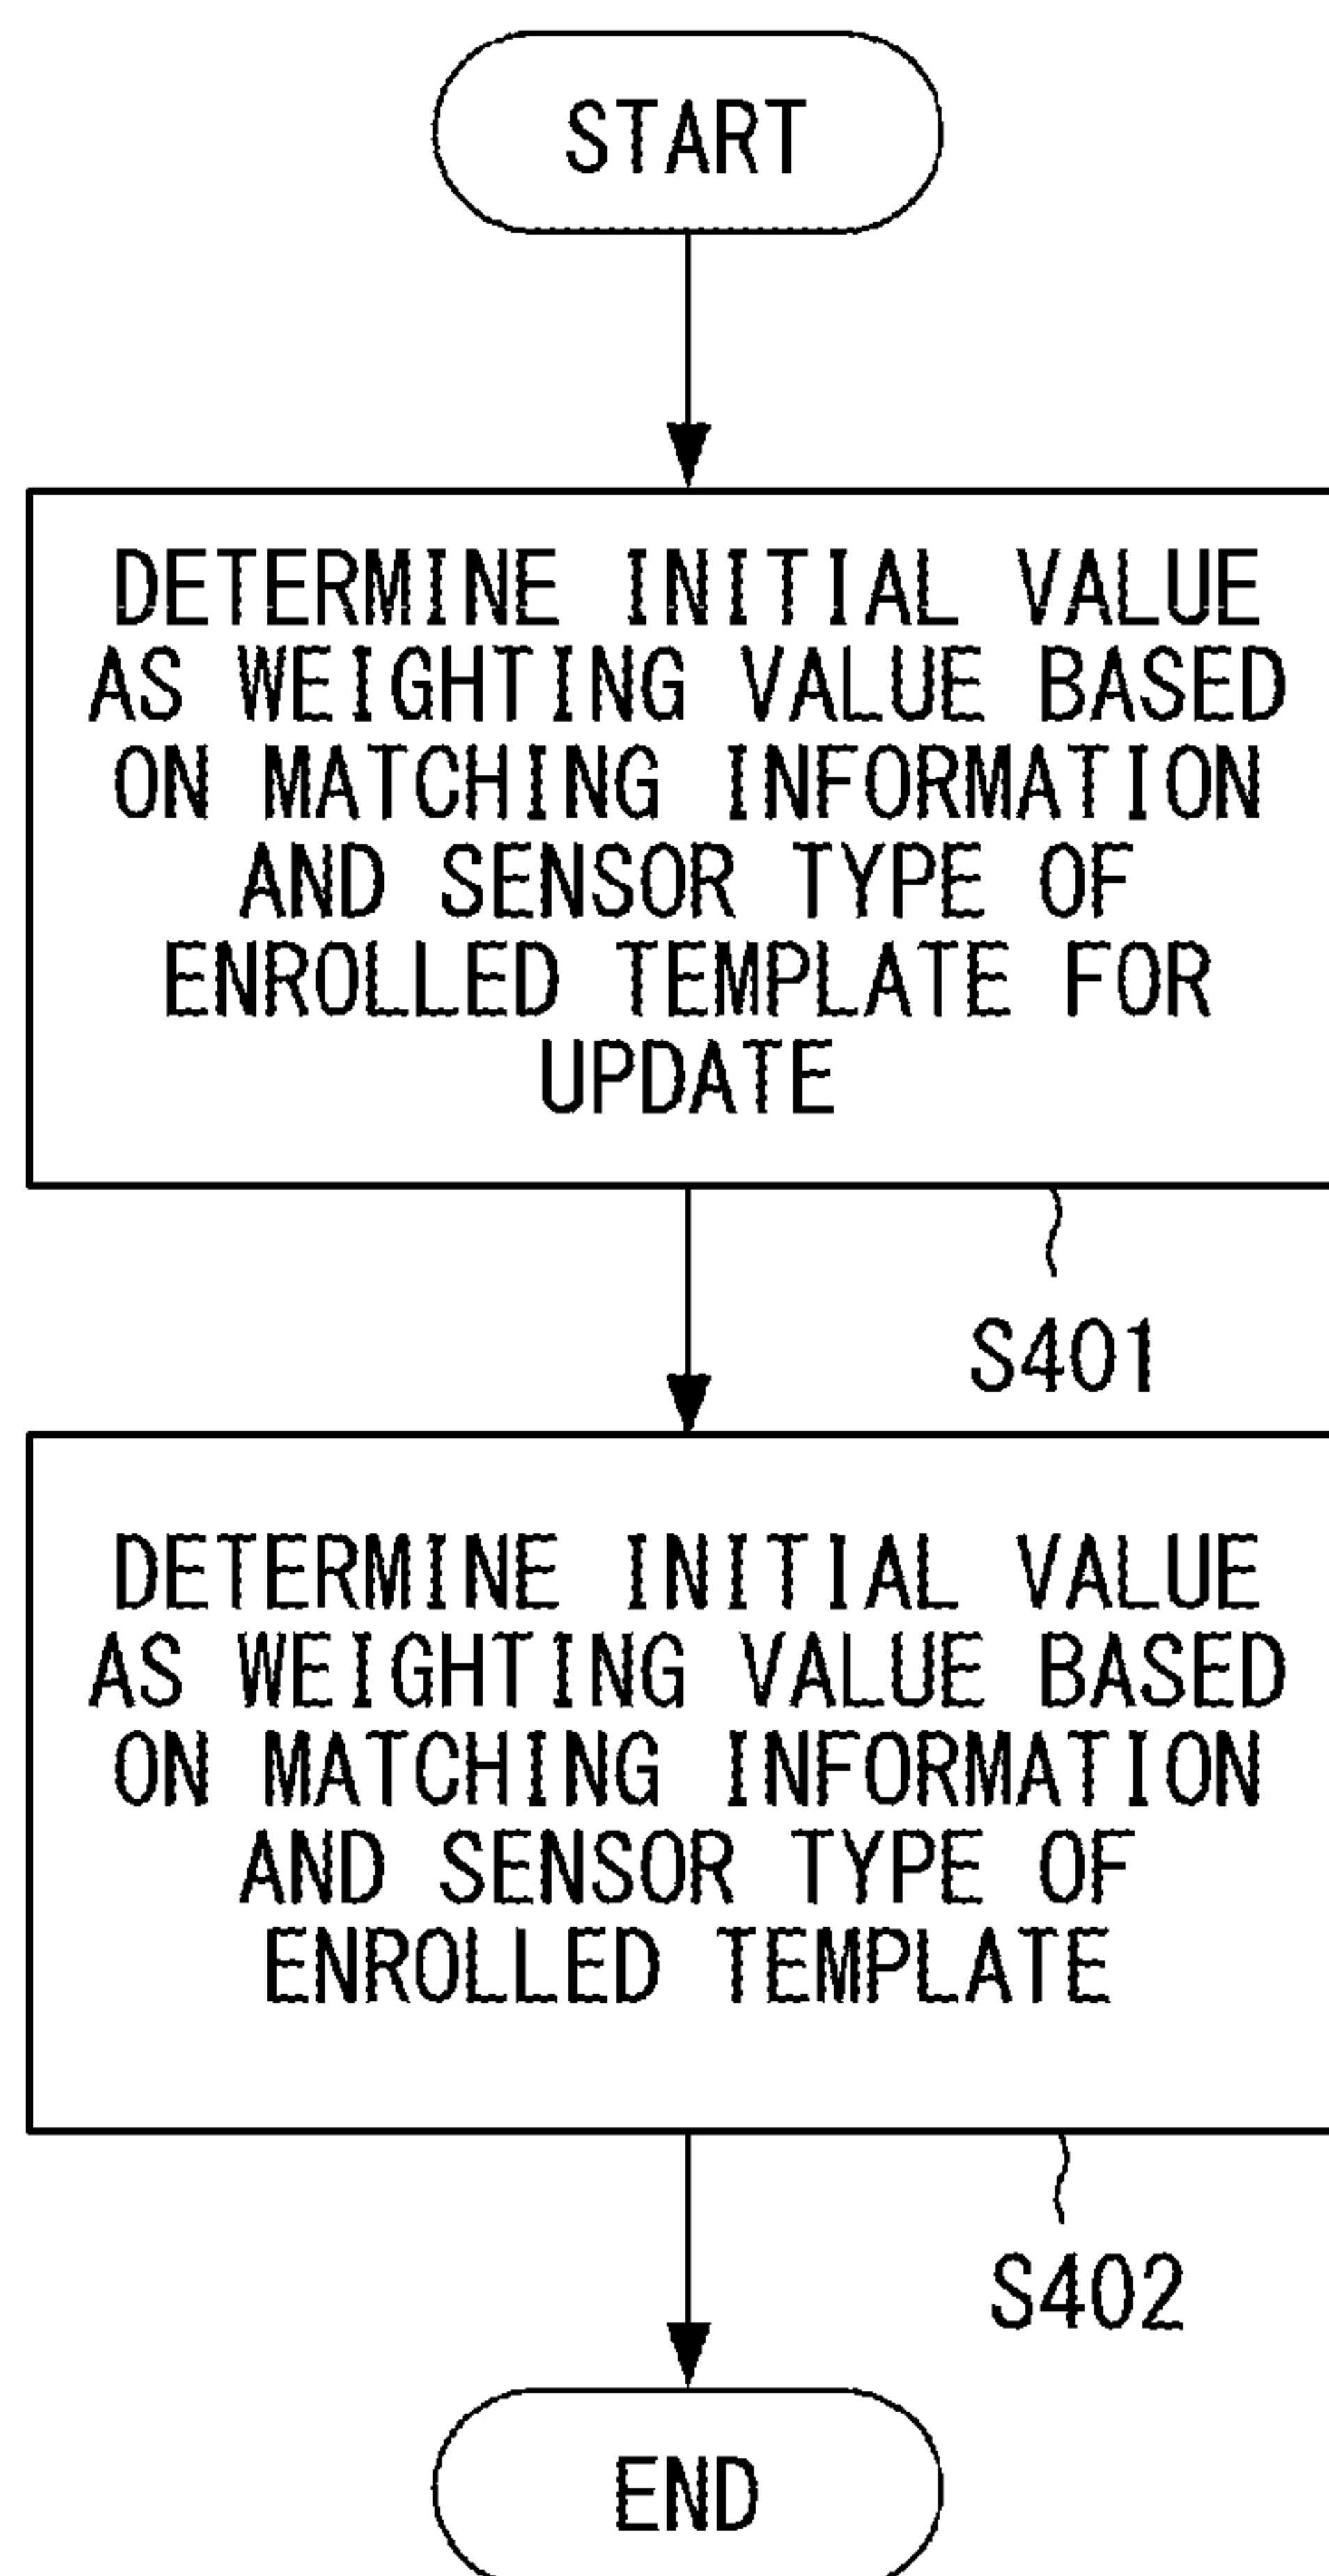 START
DETERMINE INITIAL VALUE
AS WEIGHTING VALUE BASED
ON MATCHING INFORMATION
AND SENSOR TYPE OF
ENROLLED TEMPLATE FOR
UPDATE
S401
DETERMINE INITIAL VALUE
AS WEIGHTING VALUE BASED
ON MATCHING INFORMATION
AND SENSOR TYPE OF
ENROLLED TEMPLATE
S402
END